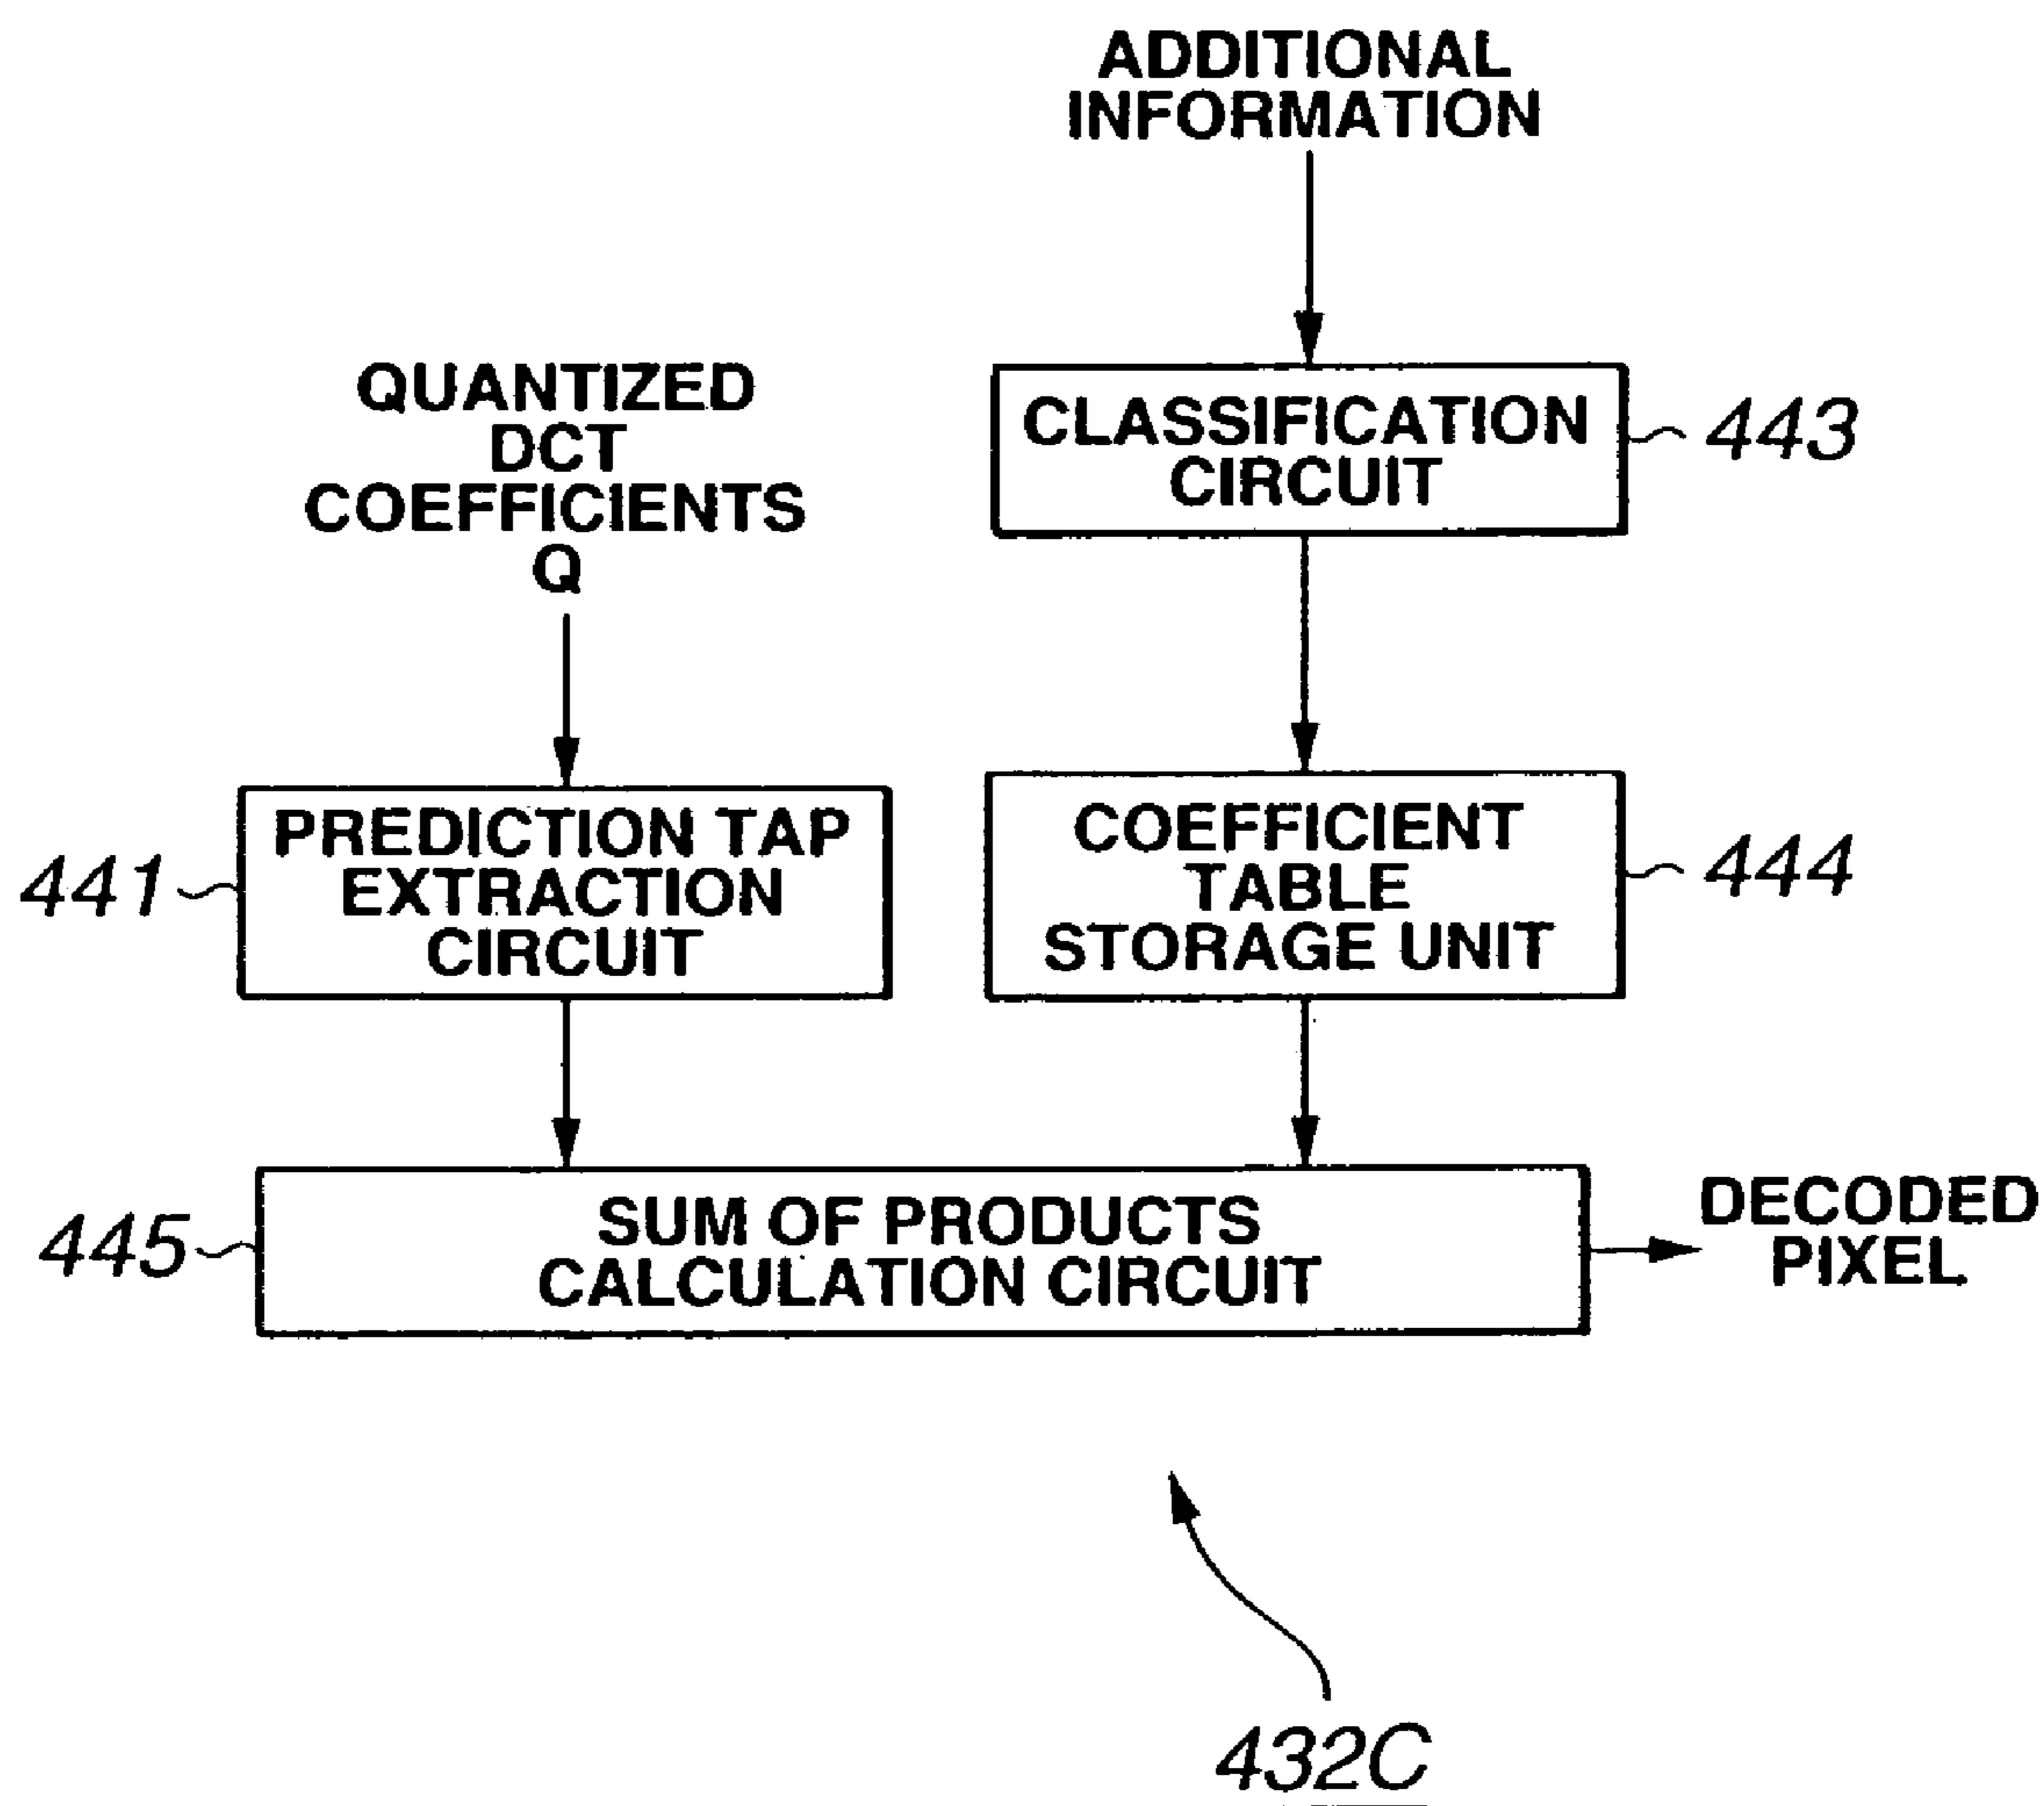 ADDITIONAL
INFORMATION
QUANTIZED
DCT
COEFFICIENTS
Q
CLASSIFICATION
CIRCUIT
443
441
PREDICTION TAP
EXTRACTION
CIRCUIT
COEFFICIENT
TABLE
STORAGE UNIT
444
445
SUM OF PRODUCTS
CALCULATION CIRCUIT
DECODED
PIXEL
432C